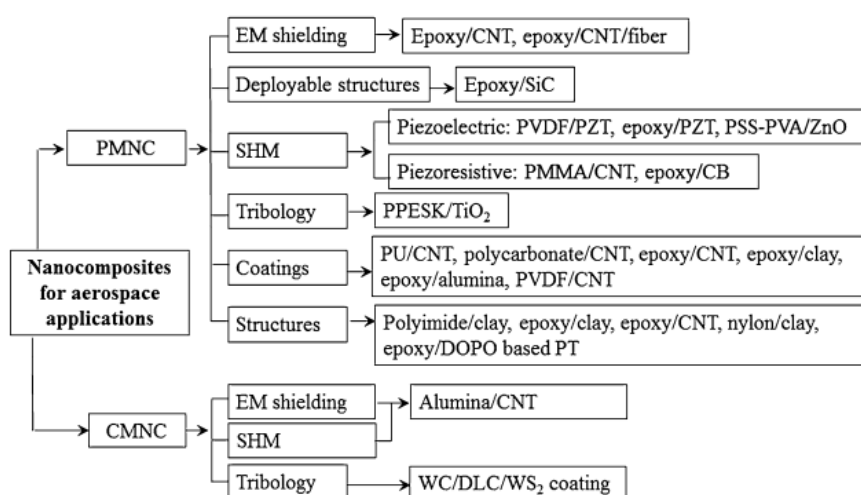 EM shielding
Epoxy/CNT, epoxy/CNT/fiber
Deployable structures
Epoxy/SiC
PMNC
SHM
Piezoelectric: PVDF/PZT, epoxy/PZT, PSS-PVA/ZnO
Piezoresistive: PMMA/CNT, epoxy/CB
Tribology
PPESK/TiO₂
Nanocomposites
for aerospace
applications
Coatings
PU/CNT, polycarbonate/CNT, epoxy/CNT, epoxy/clay,
epoxy/alumina, PVDF/CNT
Structures
Polyimide/clay, epoxy/clay, epoxy/CNT, nylon/clay,
epoxy/DOPO based PT
CMNC
EM shielding
Alumina/CNT
SHM
Tribology
WC/DLC/WS₂ coating